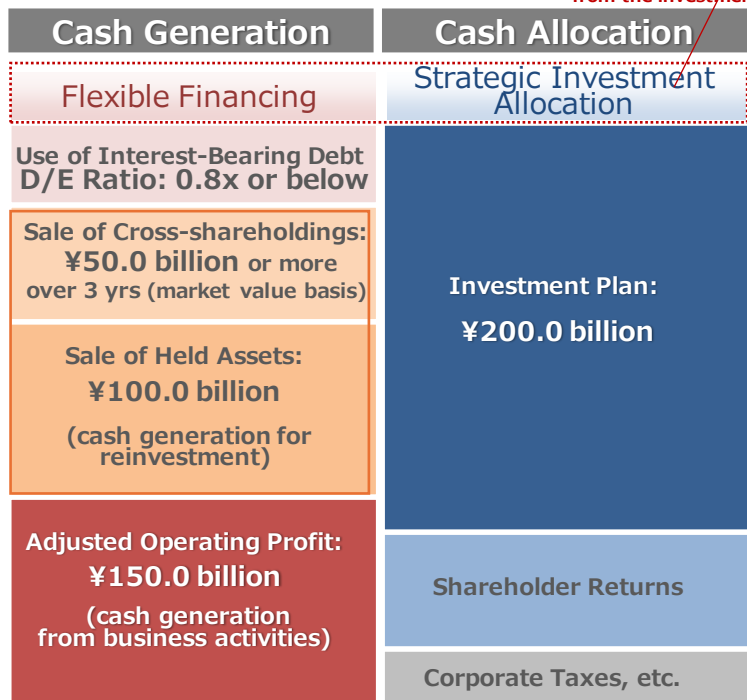 from the investmen
Cash Generation
Cash Allocation
Flexible Financing
Strategic Investment
Allocation
Use of Interest-Bearing Debt
D/E Ratio: 0.8x or below
Sale of Cross-shareholdings:
¥50.0 billion or more
over 3 yrs (market value basis)
Sale of Held Assets:
¥100.0 billion
(cash generation for
reinvestment)
Adjusted Operating Profit:
¥150.0 billion
(cash generation
from business activities)
Investment Plan:
¥200.0 billion
Shareholder Returns
Corporate Taxes, etc.